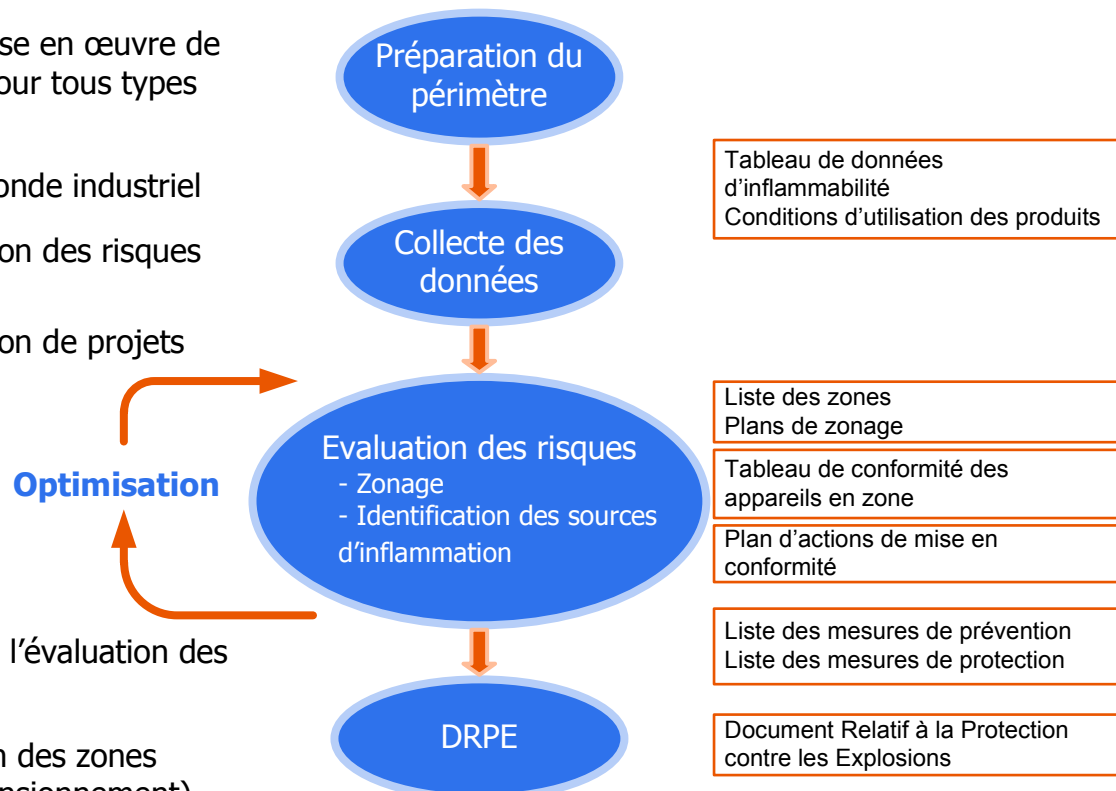 se en œuvre de
our tous types
onde industriel
on des risques
on de projets
l'évaluation des
n des zones
Préparation du
périmètre
Collecte des
données
Optimisation
Evaluation des risques
- Zonage
- Identification des sources
d'inflammation
DRPE
Tableau de données
d'inflammabilité
Conditions d'utilisation des produits
Liste des zones
Plans de zonage
Tableau de conformité des
appareils en zone
Plan d'actions de mise en
conformité
Liste des mesures de prévention
Liste des mesures de protection
Document Relatif à la Protection
contre les Explosions